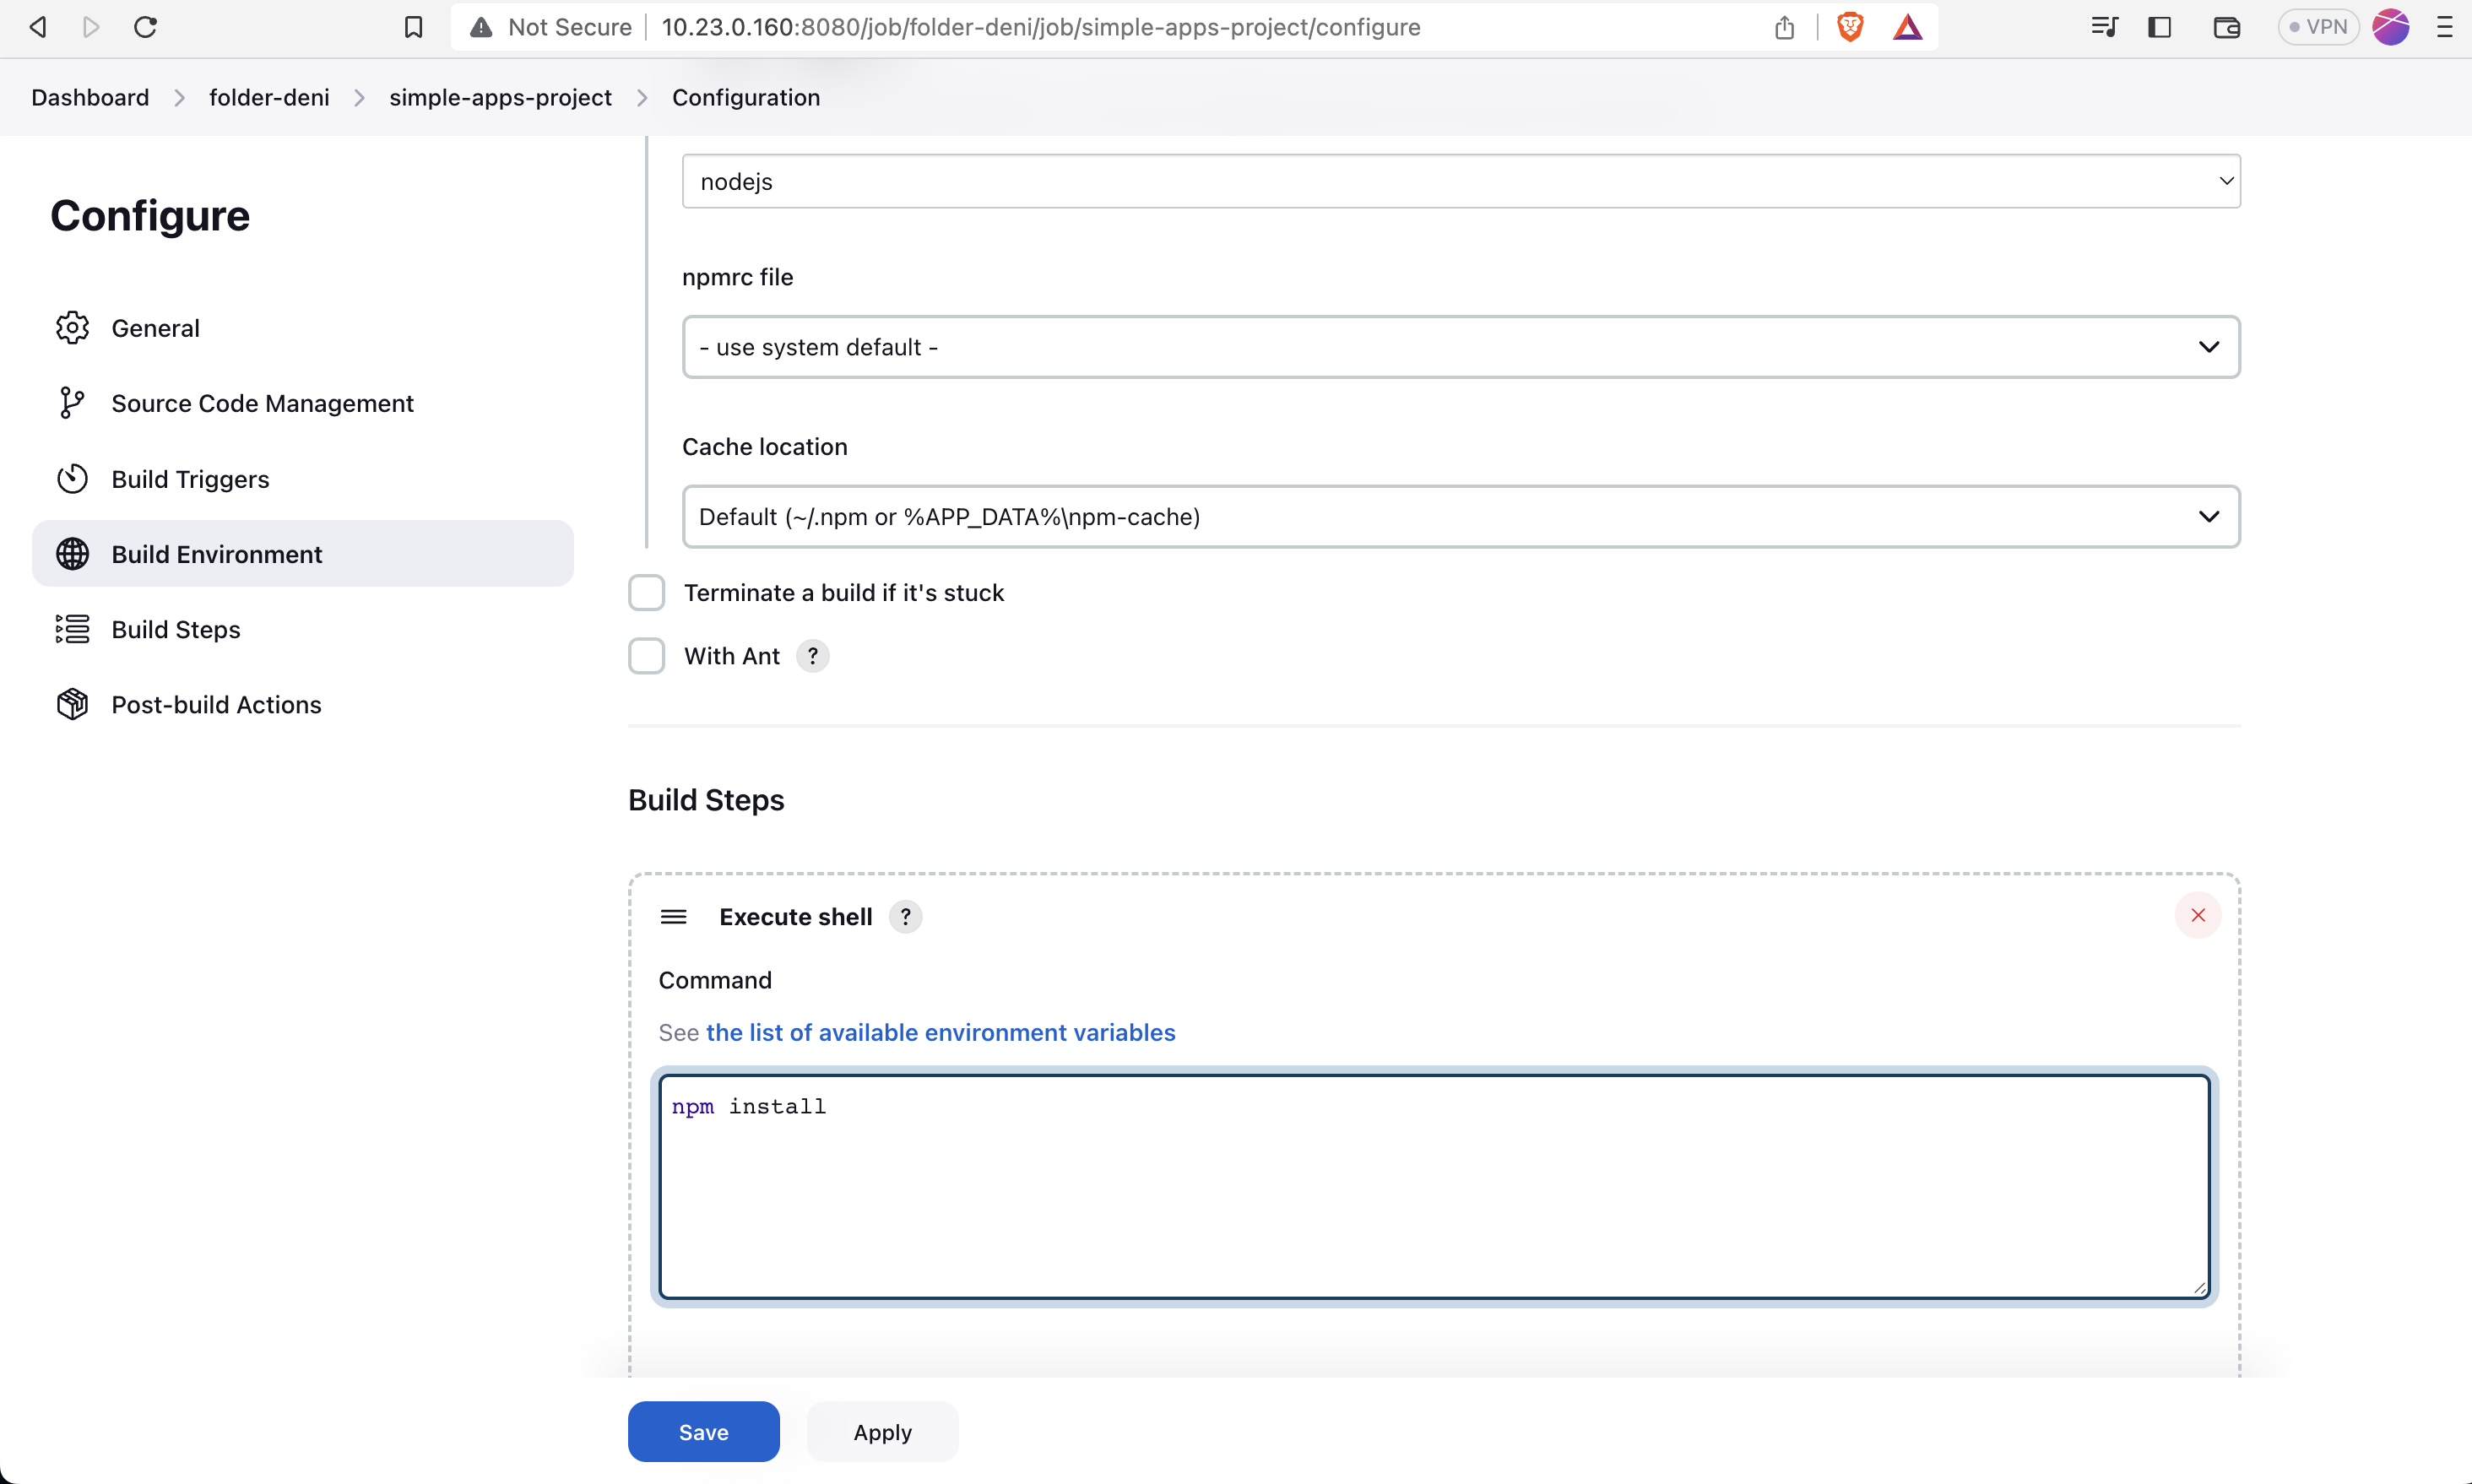 Not Secure 10.23.0.160:8080/job/folder-deni/job/simple-apps-project/configure VPN
Dashboard folder-deni simple-apps-project Configuration
Configure
General
Source Code Management
Build Triggers
Build Environment
Build Steps
Post-build Actions
nodejs
npmrc file
- use system default -
Cache location
Default (~/.npm or %APP_DATA%\npm-cache)
Terminate a build if it's stuck
With Ant ?
Build Steps
Execute shell ?
Command
See the list of available environment variables
npm install
Save Apply